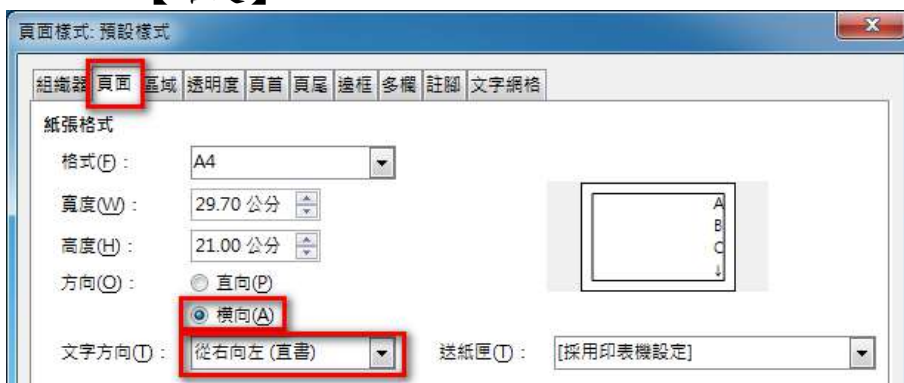 頁面樣式: 預設樣式
組織器 頁面 區域 透明度 頁首 頁尾 邊框 多欄 註腳 文字網格
紙張格式
格式(F)： A4
寬度(W)： 29.70 公分
高度(H)： 21.00 公分
方向(O)： 直向(P)
橫向(A)
文字方向(T)： 從右向左 (直書) 送紙匣(T)： [採用印表機設定]
A
B
C
↓